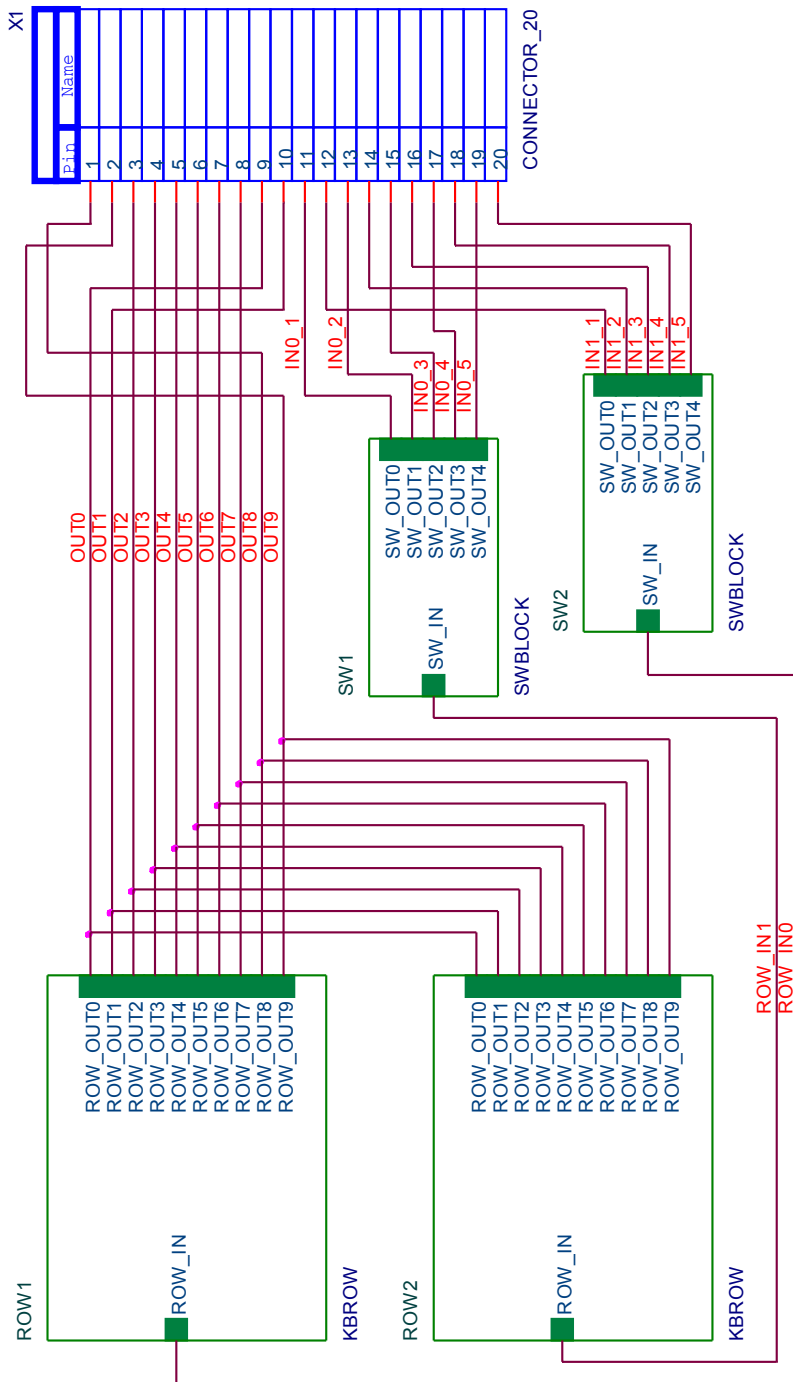 X1
Pin Name
1
2
3
4
5
6
7
8
9
10
11
12
13
14
15
16
17
18
19
20
CONNECTOR_20
OUT0
OUT1
OUT2
OUT3
OUT4
OUT5
OUT6
OUT7
OUT8
OUT9
IN0_1
IN0_2
IN0_3
IN0_4
IN0_5
IN1_1
IN1_2
IN1_3
IN1_4
IN1_5
SW1
SW_IN
SW_OUT0
SW_OUT1
SW_OUT2
SW_OUT3
SW_OUT4
SWBLOCK
SW2
SW_IN
SW_OUT0
SW_OUT1
SW_OUT2
SW_OUT3
SW_OUT4
SWBLOCK
ROW1
ROW_IN
ROW_OUT0
ROW_OUT1
ROW_OUT2
ROW_OUT3
ROW_OUT4
ROW_OUT5
ROW_OUT6
ROW_OUT7
ROW_OUT8
ROW_OUT9
KBROW
ROW2
ROW_IN
ROW_OUT0
ROW_OUT1
ROW_OUT2
ROW_OUT3
ROW_OUT4
ROW_OUT5
ROW_OUT6
ROW_OUT7
ROW_OUT8
ROW_OUT9
KBROW
ROW_IN1
ROW_IN0